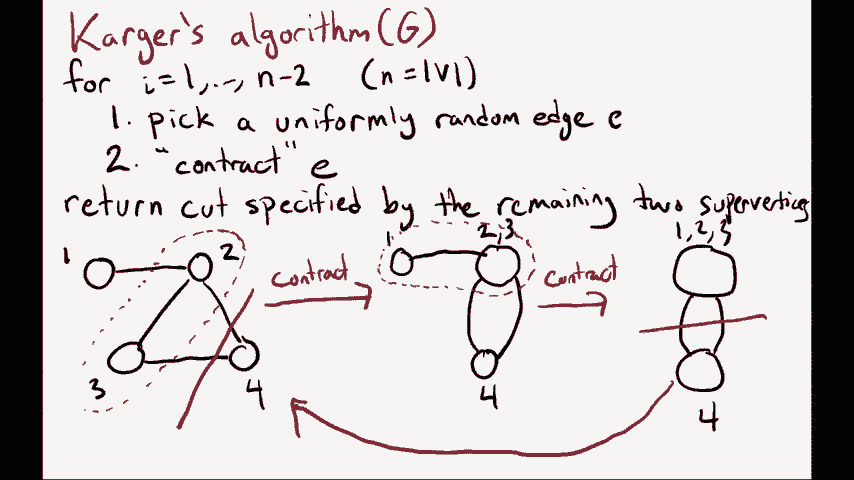 Karger's algorithm(G)
for i=1,.., n-2 (n=|V|)
1. pick a uniformly random edge e
2. "contract" e
return cut specified by the remaining two supervertices
1 2 contract 1 2,3 contract 1,2,3
3 4 4 4